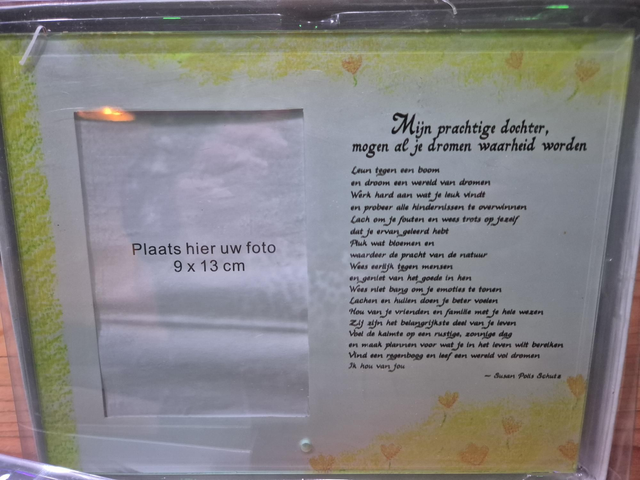 Plaats hier uw foto
9 x 13 cm
Mijn prachtige dochter,
mogen al je dromen waarheid worden
Leun tegen een boom
en droom een wereld van dromen
Werk hard aan wat je leuk vindt
en probeer alle hindernissen te overwinnen
Lach om je fouten en wees trots op jezelf
dat je ervan geleerd hebt
Pluk wat bloemen en
waardeer de pracht van de natuur
Wees eerlijk tegen mensen
en geniet van het goede in hen
Wees niet bang om je emoties te tonen
Lachen en huilen doen je beter voelen
Hou van je vrienden en familie met je hele wezen
Zij zijn het belangrijkste deel van je leven
Voel de kalmte op een rustige, zonnige dag
en maak plannen voor wat je in het leven wilt bereiken
Vind een regenboog en leef een wereld vol dromen
Ik hou van jou
~ Susan Polis Schutz